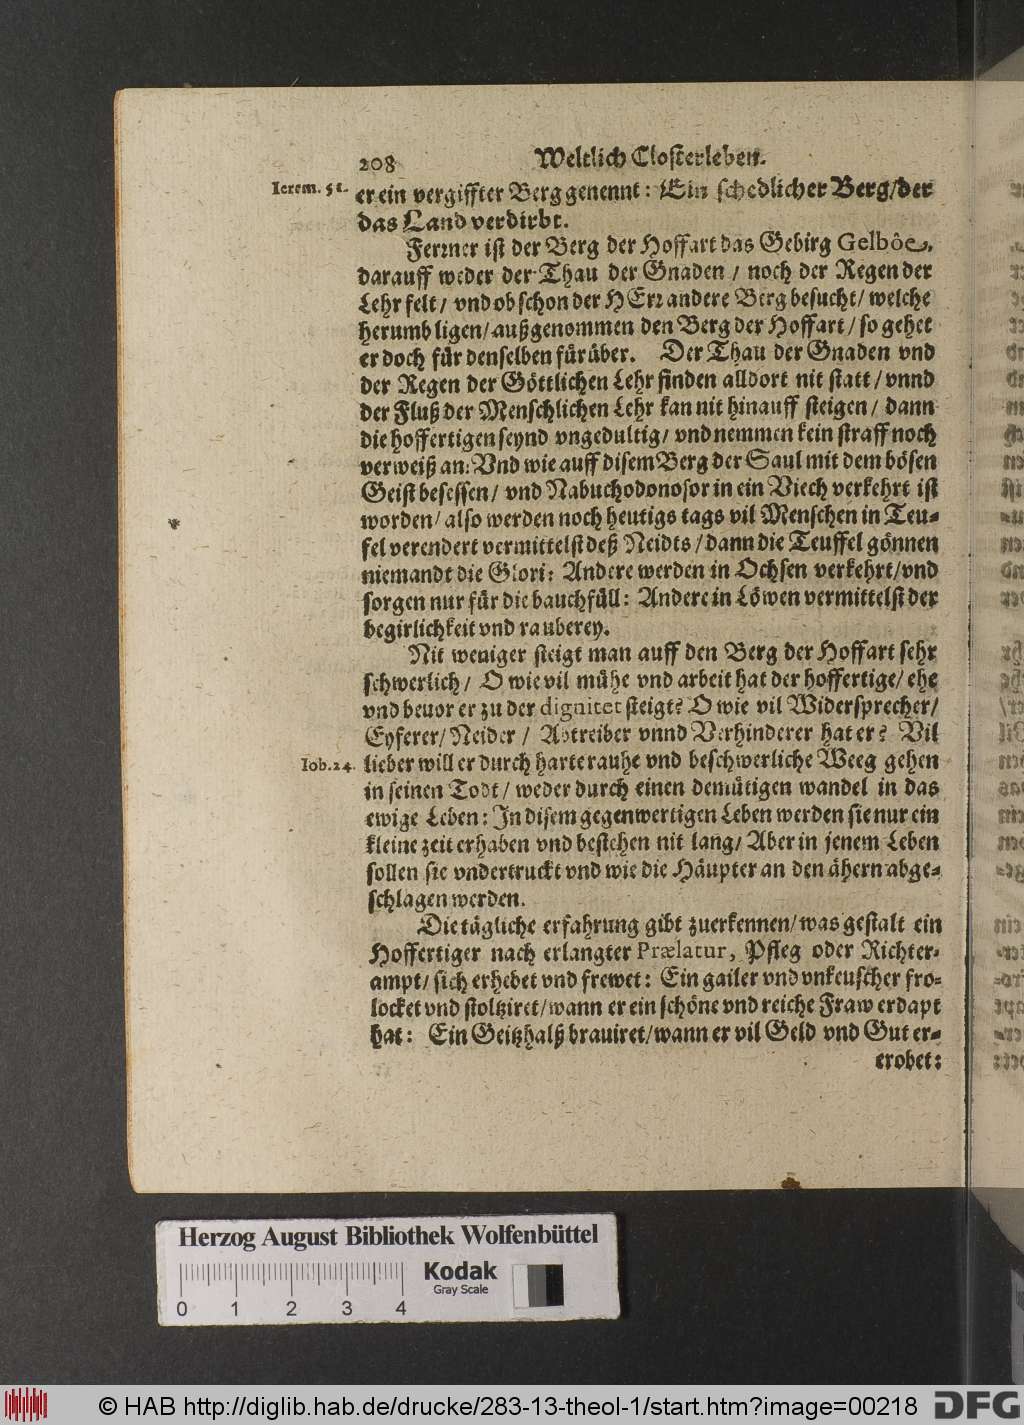 208 Weltlich Closterleben.
Ierem. 51. er ein vergiffter Berg genennt: Ein schedlicher Berg/der
das Land verdirbt.
Ferꝛner ist der Berg der Hoffart das Gebirg Gelbôe,
darauff weder der Thau der Gnaden / noch der Regen der
Lehr felt/ vnd ob schon der HErꝛ andere Berg besucht/ welche
herumb ligen/ außgenommen den Berg der Hoffart/ so gehet
er doch für denselben fürüber. Der Thau der Gnaden vnd
der Regen der Göttlichen Lehr finden alldort nit statt/ vnnd
der Fluß der Menschlichen Lehr kan nit hinauff steigen/ dann
die hoffertigen seynd vngedultig/ vnd nemmen kein straff noch
verweiß an: Vnd wie auff disem Berg der Saul mit dem bösen
Geist besessen/ vnd Nabuchodonosor in ein Viech verkehrt ist
worden/ also werden noch heutigs tags vil Menschen in Teu-
fel verendert vermittelst deß Neidts/ dann die Teuffel gönnen
niemandt die Glori: Andere werden in Ochsen verkehrt/vnd
sorgen nur für die bauchfüll: Andere in Löwen vermittelst der
begirlichkeit vnd rauberey.
Nit weniger steigt man auff den Berg der Hoffart sehr
schwerlich/ O wie vil mühe vnd arbeit hat der hoffertige/ ehe
vnd beuor er zu der dignitet steigt? O wie vil Widersprecher/
Eyferer/ Neider / Abtreiber vnnd Verhinderer hat er? Vil
Iob. 24. lieber will er durch harte rauhe vnd beschwerliche Weeg gehen
in seinen Todt/ weder durch einen demütigen wandel in das
ewige Leben: In disem gegenwertigen Leben werden sie nur ein
kleine zeit erhaben vnd bestehen nit lang/ Aber in jenem Leben
sollen sie vndertruckt vnd wie die Häupter an den ähern abge-
schlagen werden.
Die tägliche erfahrung gibt zuerkennen/ was gestalt ein
Hoffertiger nach erlangter Prælatur, Pfleg oder Richter-
ampt/ sich erhebet vnd frewet: Ein gailer vnd vnkeuscher fro-
locket vnd stoltziret/wann er ein schöne vnd reiche Fraw erdapt
hat: Ein Geitzhalß brauiret/wann er vil Geld vnd Gut er-
erobet:
Herzog August Bibliothek Wolfenbüttel
Kodak
Gray Scale
0 1 2 3 4
© HAB http://diglib.hab.de/drucke/283-13-theol-1/start.htm?image=00218
DFG